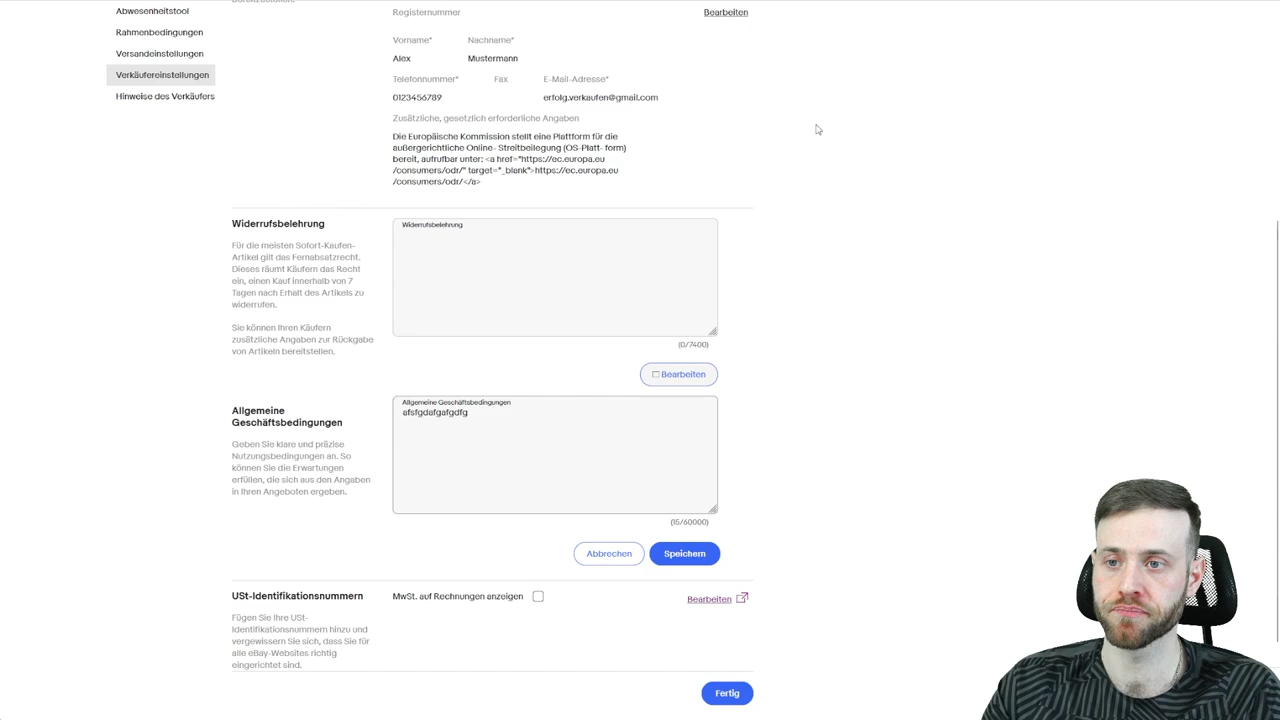 Abwesenheitstool
Rahmenbedingungen
Versandeinstellungen
Verkäufereinstellungen
Hinweise des Verkäufers
Registernummer
Bearbeiten
Vorname* Nachname*
Alex Mustermann
Telefonnummer* Fax E-Mail-Adresse*
0123456789 erfolg.verkaufen@gmail.com
Zusätzliche, gesetzlich erforderliche Angaben
Die Europäische Kommission stellt eine Plattform für die
außergerichtliche Online- Streitbeilegung (OS-Platt- form)
bereit, aufrufbar unter: <a href="https://ec.europa.eu
/consumers/odr/" target="_blank">https://ec.europa.eu
/consumers/odr/</a>
Widerrufsbelehrung
Für die meisten Sofort-Kaufen-
Artikel gilt das Fernabsatzrecht.
Dieses räumt Käufern das Recht
ein, einen Kauf innerhalb von 7
Tagen nach Erhalt des Artikels zu
widerrufen.
Sie können Ihren Käufern
zusätzliche Angaben zur Rückgabe
von Artikeln bereitstellen.
Widerrufsbelehrung
(0/7400)
Bearbeiten
Allgemeine
Geschäftsbedingungen
Geben Sie klare und präzise
Nutzungsbedingungen an. So
können Sie die Erwartungen
erfüllen, die sich aus den Angaben
in Ihren Angeboten ergeben.
Allgemeine Geschäftsbedingungen
afsfgdafgafgdfg
(15/60000)
Abbrechen Speichern
USt-Identifikationsnummern
Fügen Sie Ihre USt-
Identifikationsnummern hinzu und
vergewissern Sie sich, dass Sie für
alle eBay-Websites richtig
eingerichtet sind.
MwSt. auf Rechnungen anzeigen
Bearbeiten
Fertig